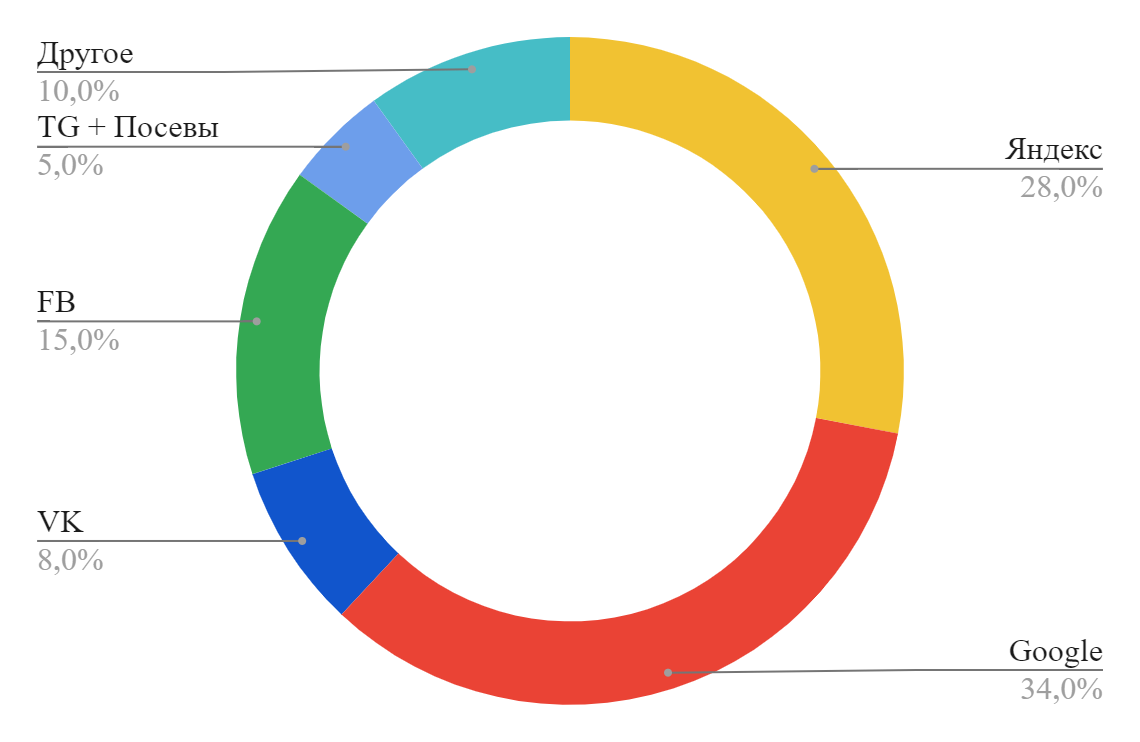 Другое
10,0%
TG + Посевы
5,0%
FB
15,0%
VK
8,0%
Яндекс
28,0%
Google
34,0%